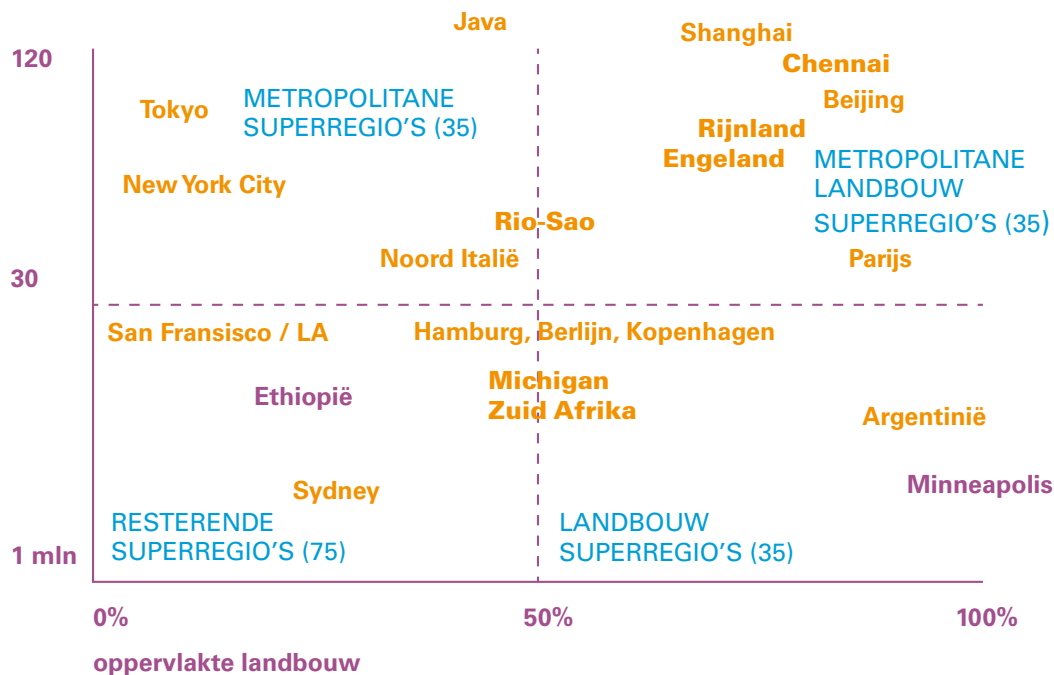 Java
Shanghai
120
Chennai
Beijing
Tokyo
METROPOLITANE
SUPERREGIO'S (35)
Rijnland
Engeland
METROPOLITANE
LANDBOUW
SUPERREGIO'S (35)
New York City
Rio-Sao
Noord Italië
Parijs
30
San Fransisco / LA
Hamburg, Berlijn, Kopenhagen
Ethiopië
Michigan
Zuid Afrika
Argentinië
Minneapolis
Sydney
RESTERENDE
SUPERREGIO'S (75)
LANDBOUW
SUPERREGIO'S (35)
1 mln
0%
50%
100%
oppervlakte landbouw